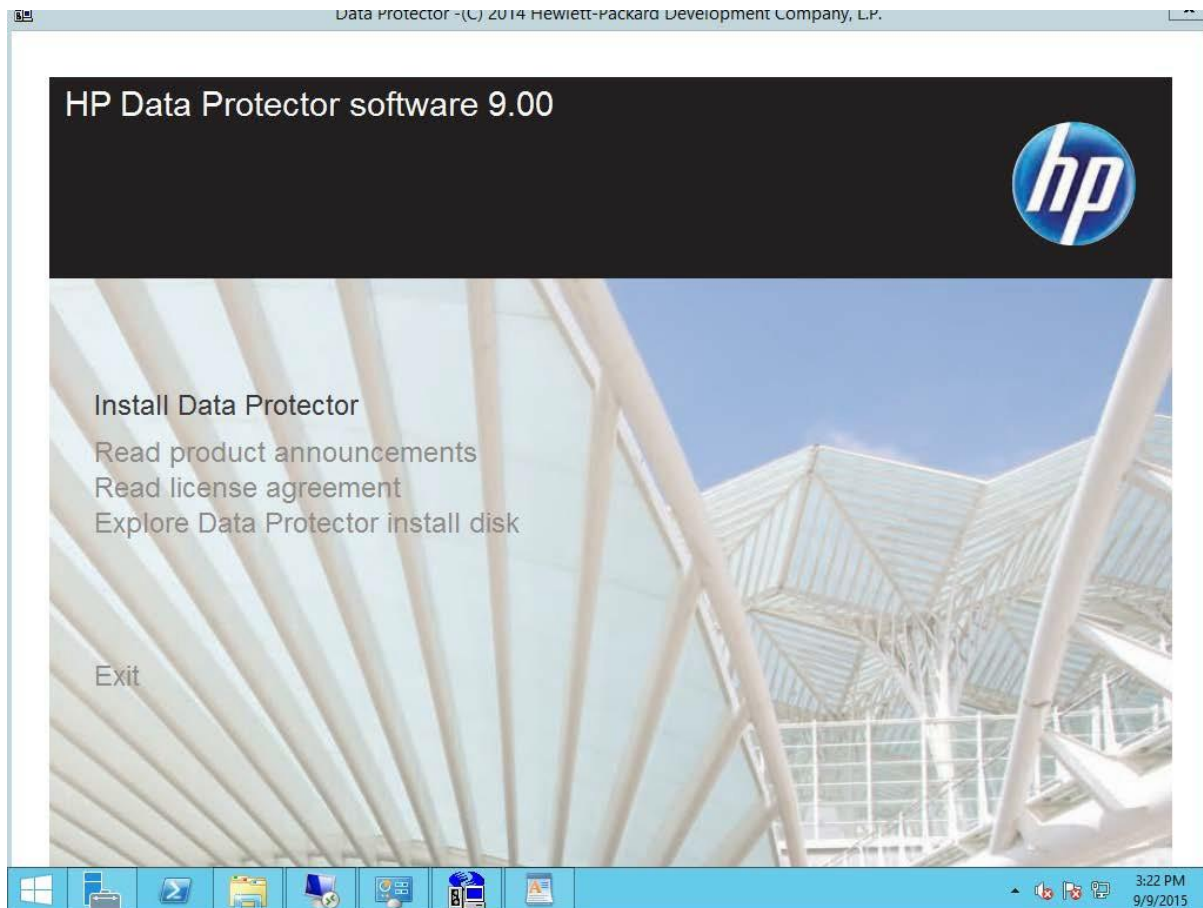 Data Protector -(C) 2014 Hewlett-Packard Development Company, L.P.
HP Data Protector software 9.00
hp
Install Data Protector
Read product announcements
Read license agreement
Explore Data Protector install disk
Exit
3:22 PM
9/9/2015